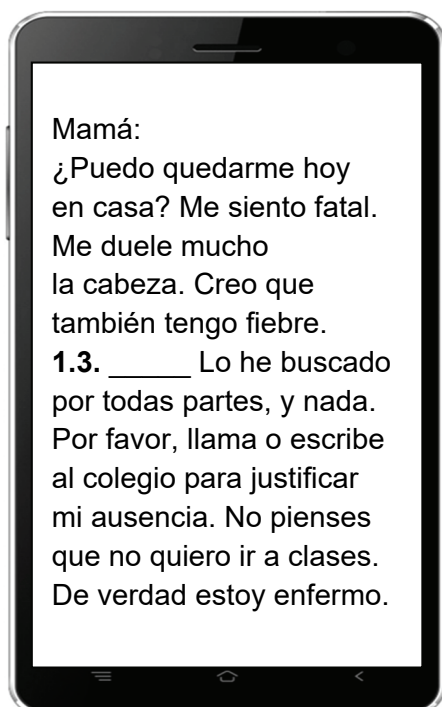 Mamá:
¿Puedo quedarme hoy
en casa? Me siento fatal.
Me duele mucho
la cabeza. Creo que
también tengo fiebre.
1.3. _____ Lo he buscado
por todas partes, y nada.
Por favor, llama o escribe
al colegio para justificar
mi ausencia. No pienses
que no quiero ir a clases.
De verdad estoy enfermo.